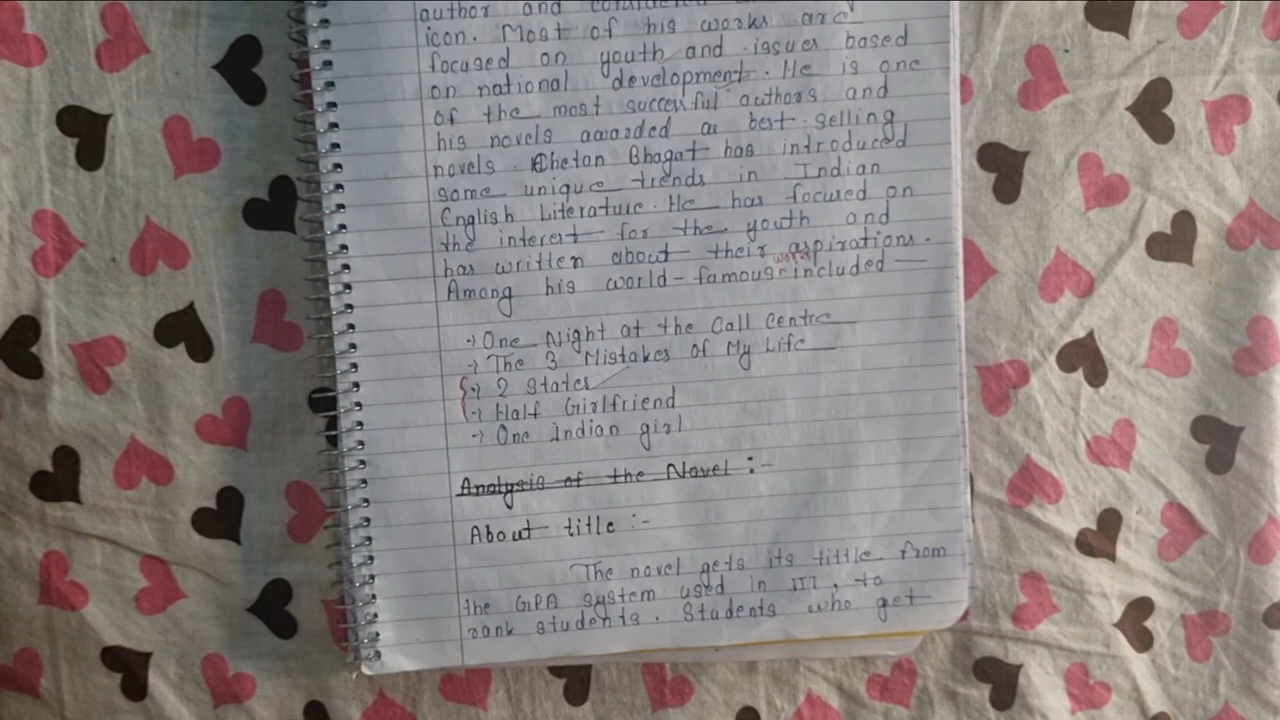 author and
icon. Most of his works are
focused on youth and issues based
on national development. He is one
of the most successful authors and
his novels awarded as best-selling
novels. Chetan Bhagat has introduced
some unique trends in Indian
English Literature. He has focused on
the interest for the youth and
has written about their aspirations.
works
Among his world-famous included —
→ One Night at the Call Centre
→ The 3 Mistakes of My Life
→ 2 States
→ Half Girlfriend
→ One indian girl
Analysis of the Novel :-
About title :-
The novel gets its tittle from
the GPA system used in IIT, to
rank students. Students who get